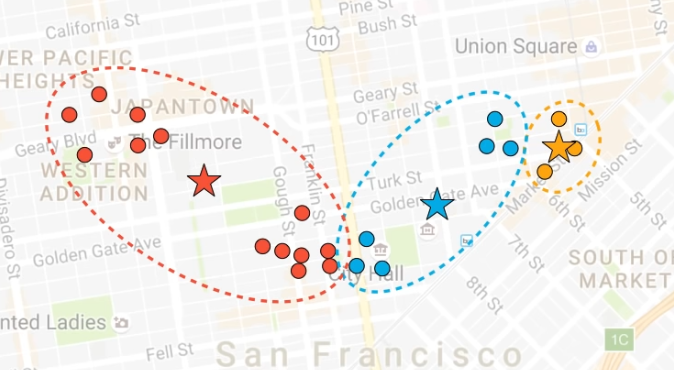 Pine St
California St
Bush St
101
Union Square
WER PACIFIC
HEIGHTS
JAPANTOWN
Geary St
O'Farrell St
Geary Blvd
The Fillmore
WESTERN
ADDITION
Turk St
Golden Gate Ave
Market
Mission St
5th St
6th St
Franklin St
Gough St
Divisadero St
Golden Gate Ave
7th St
City Hall
SOUTH OF
MARKET
8th St
nted Ladies
1C
Fell St
San Francisco